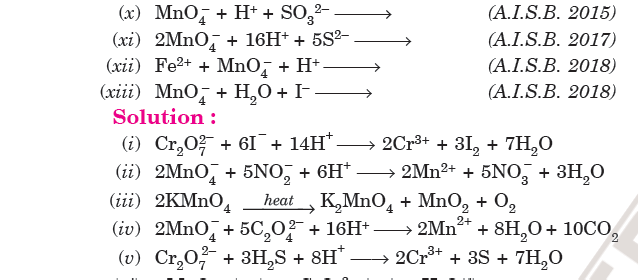 (x) MnO₄⁻ + H⁺ + SO₃²⁻ ⟶ (A.I.S.B. 2015)
(xi) 2MnO₄⁻ + 16H⁺ + 5S²⁻ ⟶ (A.I.S.B. 2017)
(xii) Fe²⁺ + MnO₄⁻ + H⁺ ⟶ (A.I.S.B. 2018)
(xiii) MnO₄⁻ + H₂O + I⁻ ⟶ (A.I.S.B. 2018)
Solution :
(i) Cr₂O₇²⁻ + 6I⁻ + 14H⁺ ⟶ 2Cr³⁺ + 3I₂ + 7H₂O
(ii) 2MnO₄⁻ + 5NO₂⁻ + 6H⁺ ⟶ 2Mn²⁺ + 5NO₃⁻ + 3H₂O
(iii) 2KMnO₄ heat⟶ K₂MnO₄ + MnO₂ + O₂
(iv) 2MnO₄⁻ + 5C₂O₄²⁻ + 16H⁺ ⟶ 2Mn²⁺ + 8H₂O + 10CO₂
(v) Cr₂O₇²⁻ + 3H₂S + 8H⁺ ⟶ 2Cr³⁺ + 3S + 7H₂O